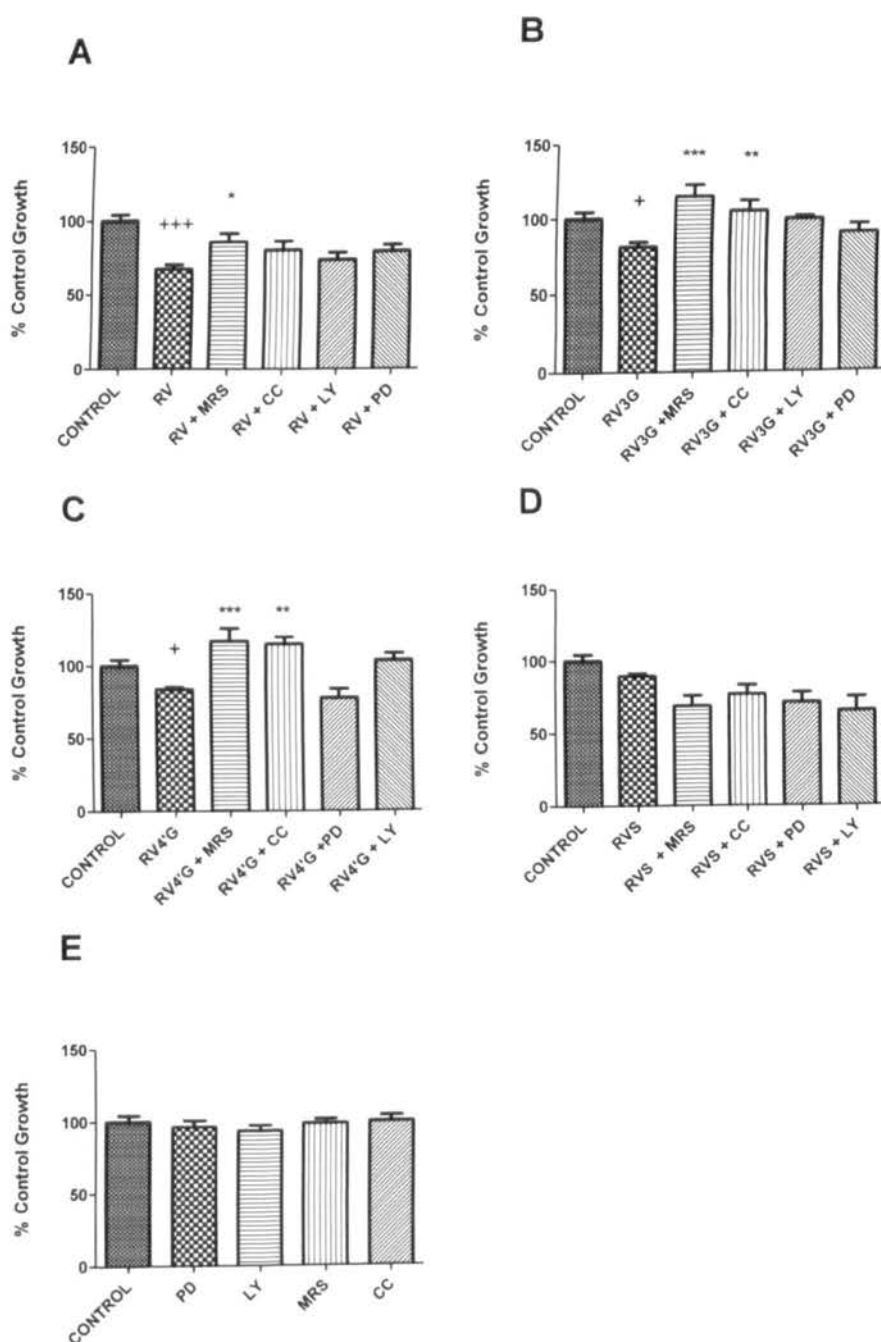 A
% Control Growth
150
100
50
0
+++
*
CONTROL
RV
RV + MRS
RV + CC
RV + LY
RV + PD
B
% Control Growth
150
100
50
0
+
***
**
CONTROL
RV3G
RV3G +MRS
RV3G + CC
RV3G + LY
RV3G + PD
C
% Control Growth
150
100
50
0
+
***
**
CONTROL
RV4'G
RV4'G + MRS
RV4'G + CC
RV4'G +PD
RV4'G + LY
D
% Control Growth
150
100
50
0
CONTROL
RVS
RVS + MRS
RVS + CC
RVS + PD
RVS + LY
E
% Control Growth
150
100
50
0
CONTROL
PD
LY
MRS
CC